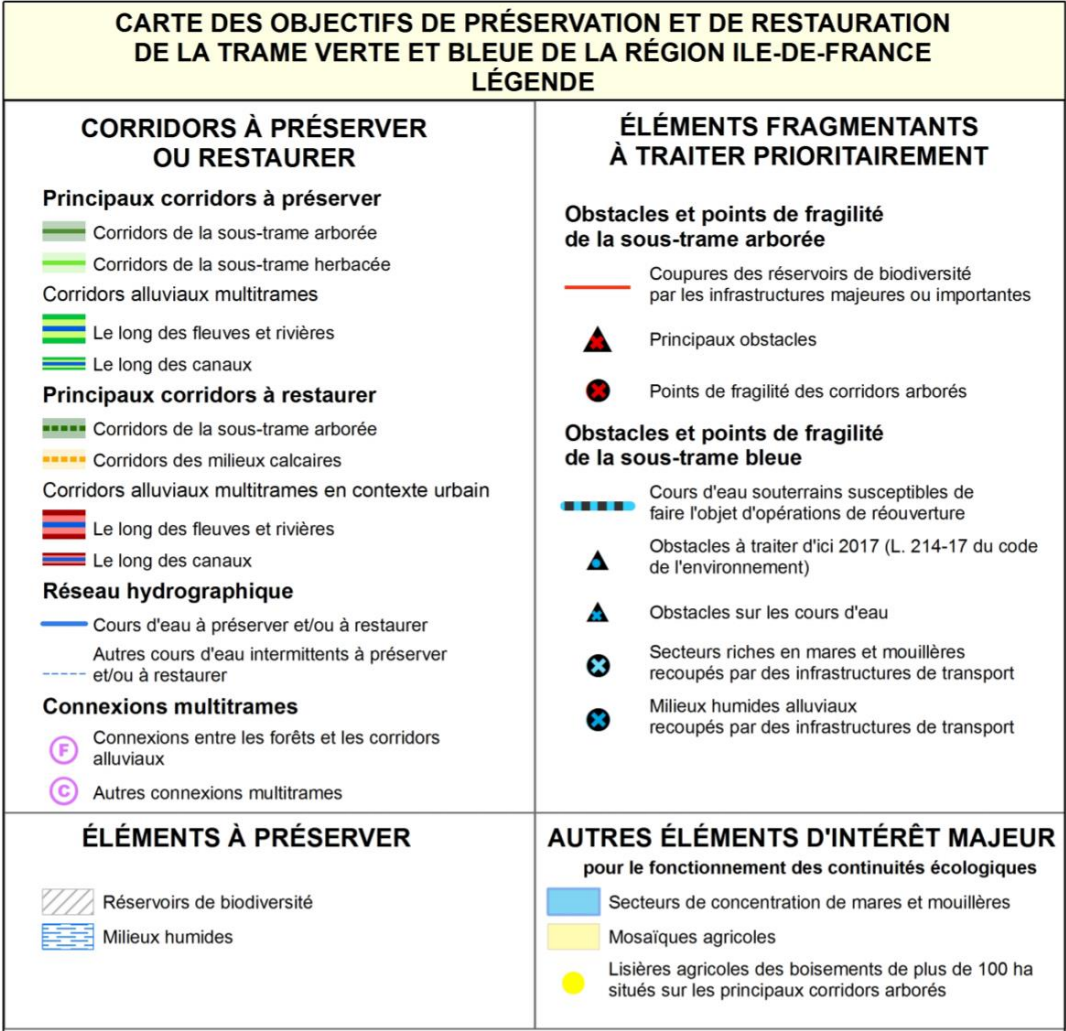 CARTE DES OBJECTIFS DE PRÉSERVATION ET DE RESTAURATION
DE LA TRAME VERTE ET BLEUE DE LA RÉGION ILE-DE-FRANCE
LÉGENDE
CORRIDORS À PRÉSERVER
OU RESTAURER
Principaux corridors à préserver
Corridors de la sous-trame arborée
Corridors de la sous-trame herbacée
Corridors alluviaux multitrames
Le long des fleuves et rivières
Le long des canaux
Principaux corridors à restaurer
Corridors de la sous-trame arborée
Corridors des milieux calcaires
Corridors alluviaux multitrames en contexte urbain
Le long des fleuves et rivières
Le long des canaux
Réseau hydrographique
Cours d'eau à préserver et/ou à restaurer
Autres cours d'eau intermittents à préserver
et/ou à restaurer
Connexions multitrames
F Connexions entre les forêts et les corridors
alluviaux
C Autres connexions multitrames
ÉLÉMENTS FRAGMENTANTS
À TRAITER PRIORITAIREMENT
Obstacles et points de fragilité
de la sous-trame arborée
Coupures des réservoirs de biodiversité
par les infrastructures majeures ou importantes
Principaux obstacles
Points de fragilité des corridors arborés
Obstacles et points de fragilité
de la sous-trame bleue
Cours d'eau souterrains susceptibles de
faire l'objet d'opérations de réouverture
Obstacles à traiter d'ici 2017 (L. 214-17 du code
de l'environnement)
Obstacles sur les cours d'eau
Secteurs riches en mares et mouillères
recoupés par des infrastructures de transport
Milieux humides alluviaux
recoupés par des infrastructures de transport
ÉLÉMENTS À PRÉSERVER
Réservoirs de biodiversité
Milieux humides
AUTRES ÉLÉMENTS D'INTÉRÊT MAJEUR
pour le fonctionnement des continuités écologiques
Secteurs de concentration de mares et mouillères
Mosaïques agricoles
Lisières agricoles des boisements de plus de 100 ha
situés sur les principaux corridors arborés